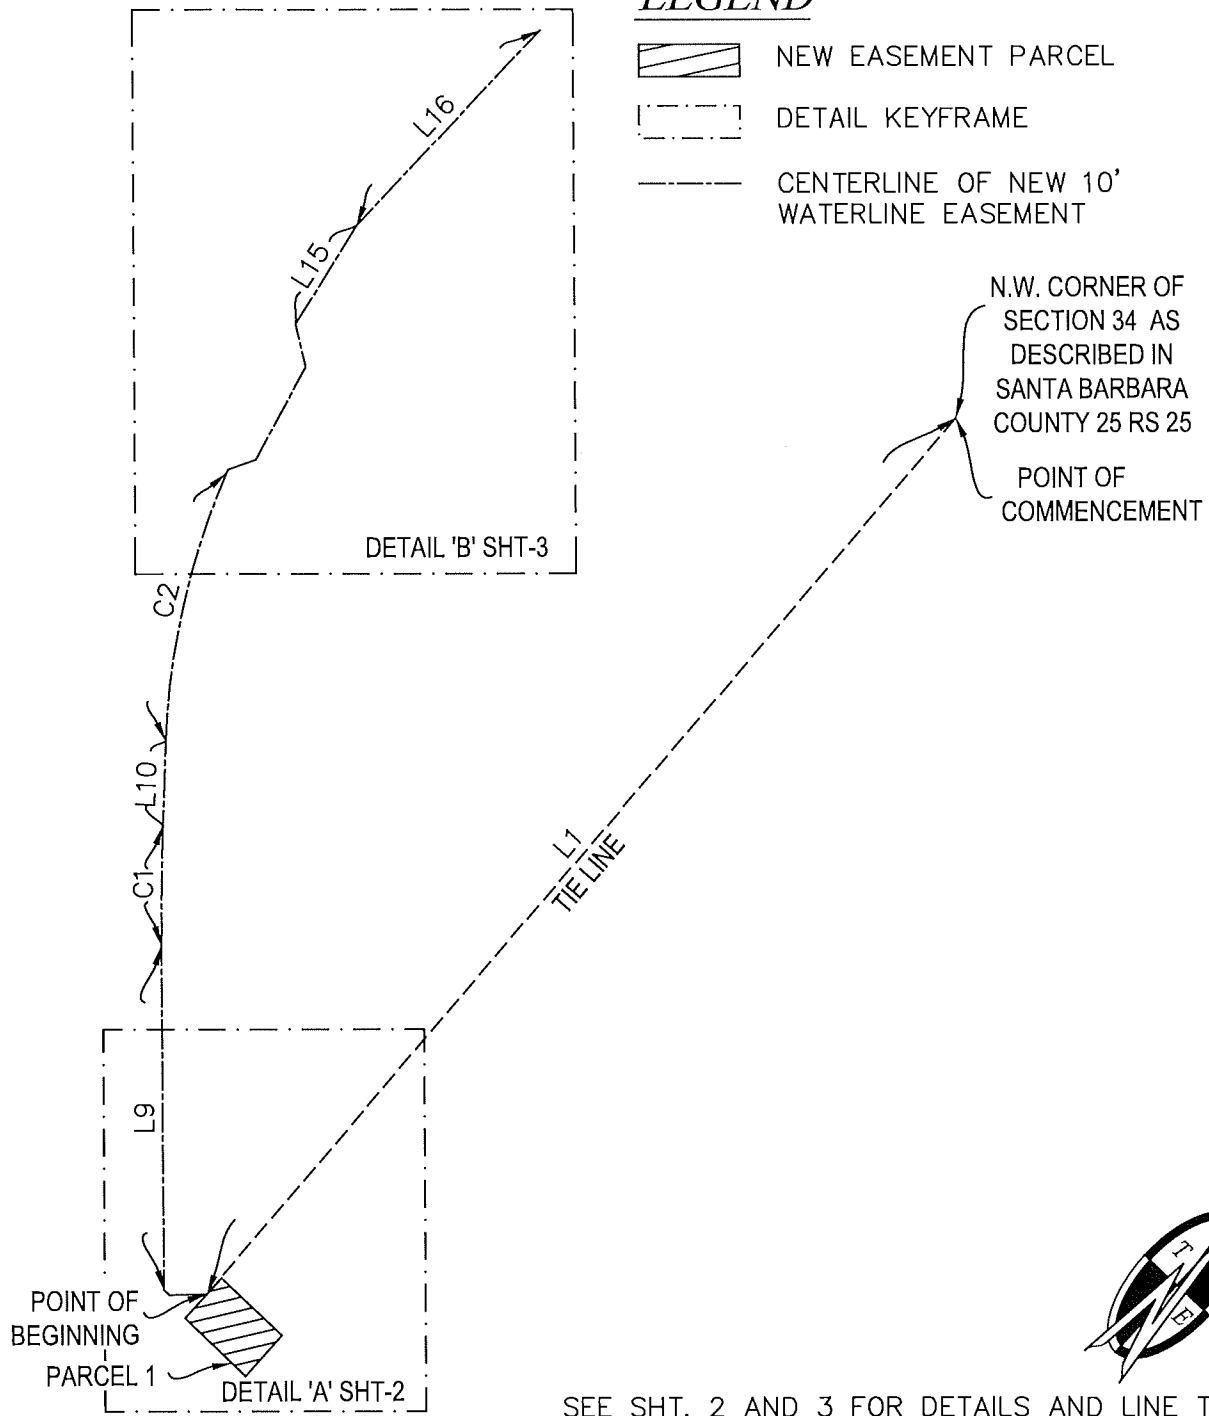 LEGEND
NEW EASEMENT PARCEL
DETAIL KEYFRAME
CENTERLINE OF NEW 10'
WATERLINE EASEMENT
L16
L15
N.W. CORNER OF
SECTION 34 AS
DESCRIBED IN
SANTA BARBARA
COUNTY 25 RS 25
POINT OF
COMMENCEMENT
DETAIL 'B' SHT-3
C2
L10
C1
L1
TIE LINE
L9
POINT OF
BEGINNING
PARCEL 1
DETAIL 'A' SHT-2
T
E
SEE SHT. 2 AND 3 FOR DETAILS AND LINE T